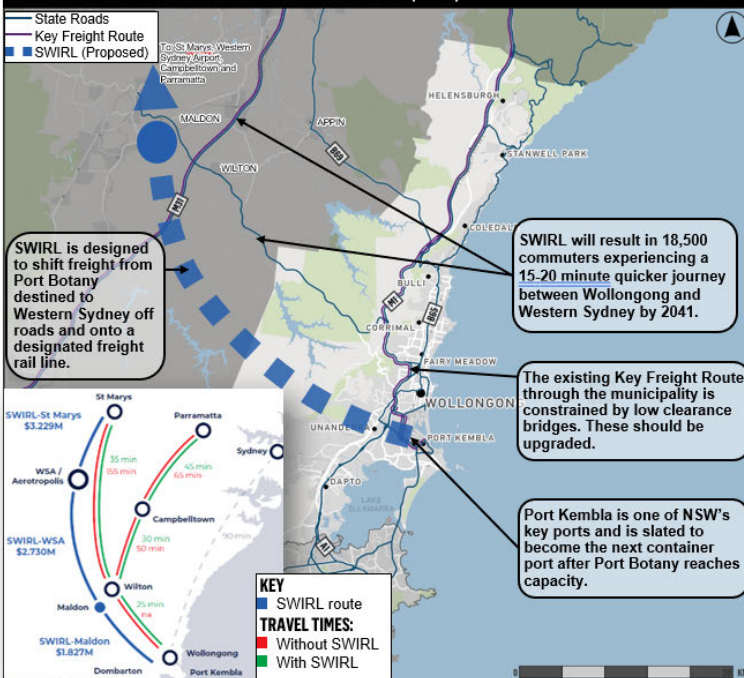 State Roads
Key Freight Route
SWIRL (Proposed)
To: St Marys, Western
Sydney Airport,
Campbelltown and
Parramatta
HELENSBURGH
MALDON
APPIN
B69
STANWELL PARK
WILTON
M31
COLEDALE
SWIRL is designed
to shift freight from
Port Botany
destined to
Western Sydney off
roads and onto a
designated freight
rail line.
SWIRL will result in 18,500
commuters experiencing a
15-20 minute quicker journey
between Wollongong and
Western Sydney by 2041.
BULLI
M1
B65
CORRIMAL
FAIRY MEADOW
The existing Key Freight Route
through the municipality is
constrained by low clearance
bridges. These should be
upgraded.
WOLLONGONG
UNANDERRA
PORT KEMBLA
DAPTO
LAKE
ILLAWARRA
A1
Port Kembla is one of NSW's
key ports and is slated to
become the next container
port after Port Botany reaches
capacity.
St Marys
SWIRL-St Marys
$3.229M
Parramatta
Sydney
35 min
155 min
45 min
65 min
WSA /
Aerotropolis
Campbelltown
90 min
SWIRL-WSA
$2.730M
30 min
50 min
Wilton
25 min
na
Maldon
SWIRL-Maldon
$1.827M
Wollongong
Dombarton
Port Kembla
KEY
SWIRL route
TRAVEL TIMES:
Without SWIRL
With SWIRL
0